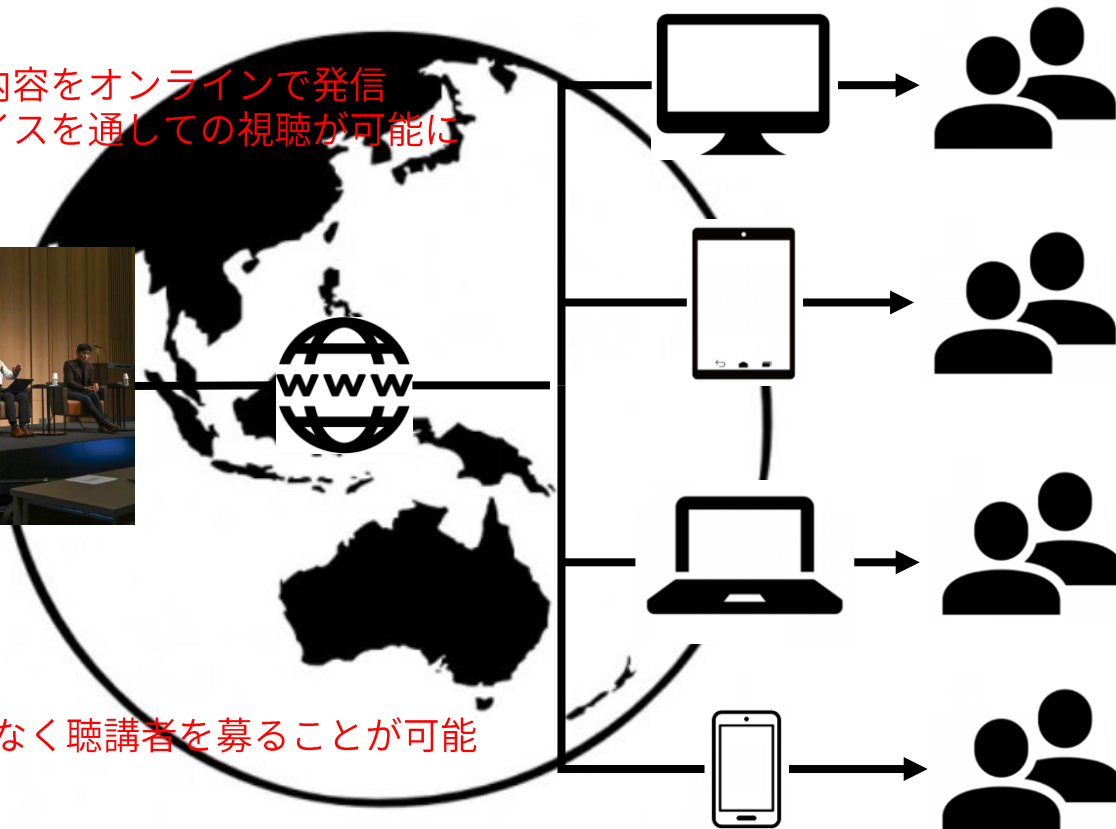 内容をオンラインで発信
イスを通しての視聴が可能に
WWW
なく聴講者を募ることが可能